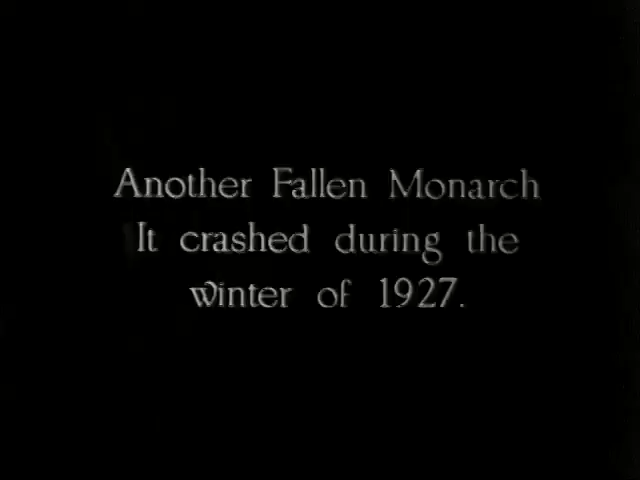 Another Fallen Monarch
It crashed during the
winter of 1927.